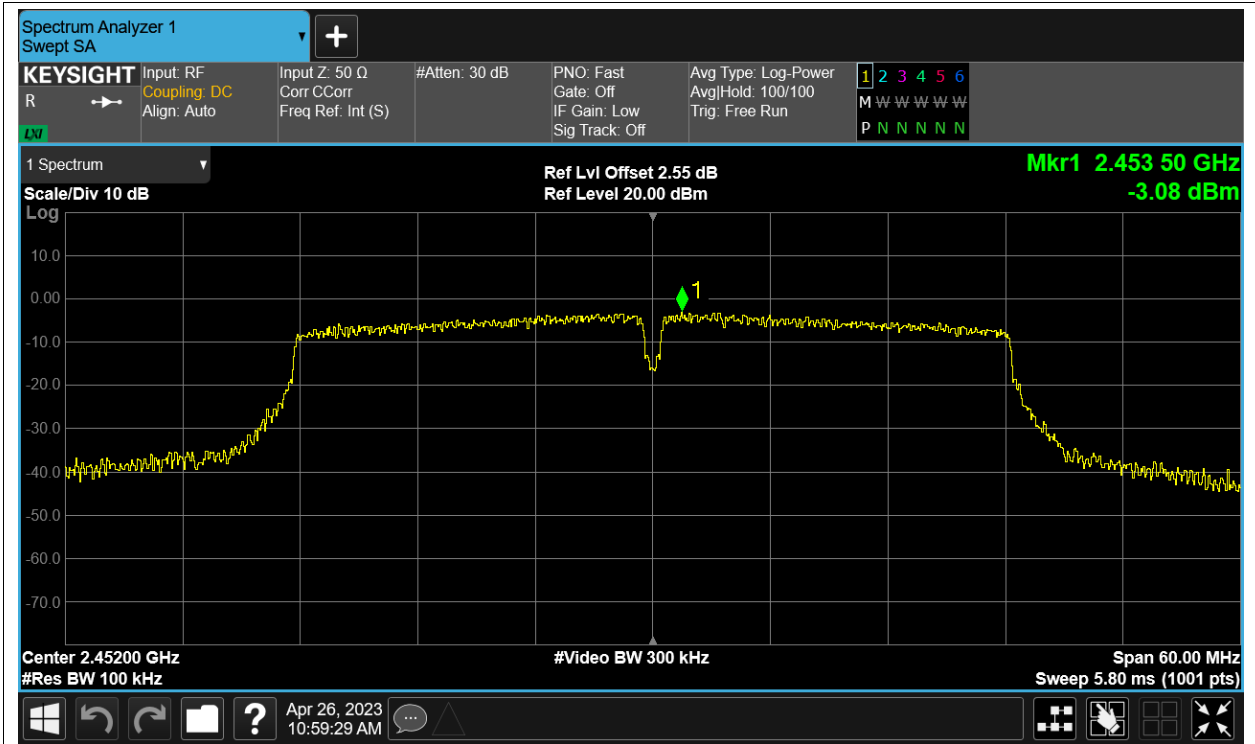 Spectrum Analyzer 1
Swept SA
KEYSIGHT
R
LXI
Input: RF
Coupling: DC
Align: Auto
Input Z: 50 Ω
Corr CCorr
Freq Ref: Int (S)
#Atten: 30 dB
PNO: Fast
Gate: Off
IF Gain: Low
Sig Track: Off
Avg Type: Log-Power
Avg|Hold: 100/100
Trig: Free Run
1 2 3 4 5 6
M W W W W W
P N N N N N
1 Spectrum
Scale/Div 10 dB
Log
Ref Lvl Offset 2.55 dB
Ref Level 20.00 dBm
Mkr1 2.453 50 GHz
-3.08 dBm
10.0
0.00
-10.0
-20.0
-30.0
-40.0
-50.0
-60.0
-70.0
1
Center 2.45200 GHz
#Res BW 100 kHz
#Video BW 300 kHz
Span 60.00 MHz
Sweep 5.80 ms (1001 pts)
?
Apr 26, 2023
10:59:29 AM